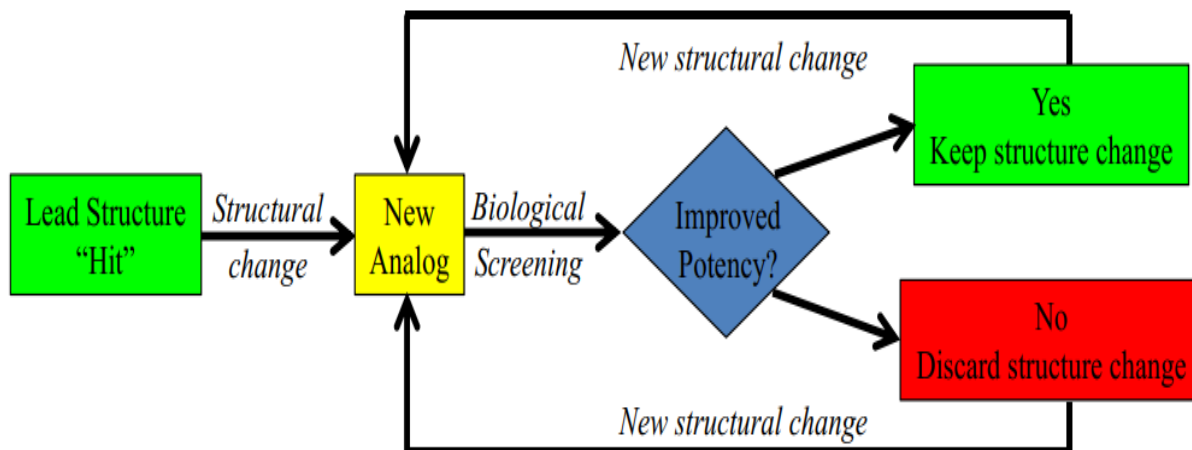 New structural change
Yes
Keep structure change
Lead Structure
“Hit”
Structural
change
New
Analog
Biological
Screening
Improved
Potency?
No
Discard structure change
New structural change